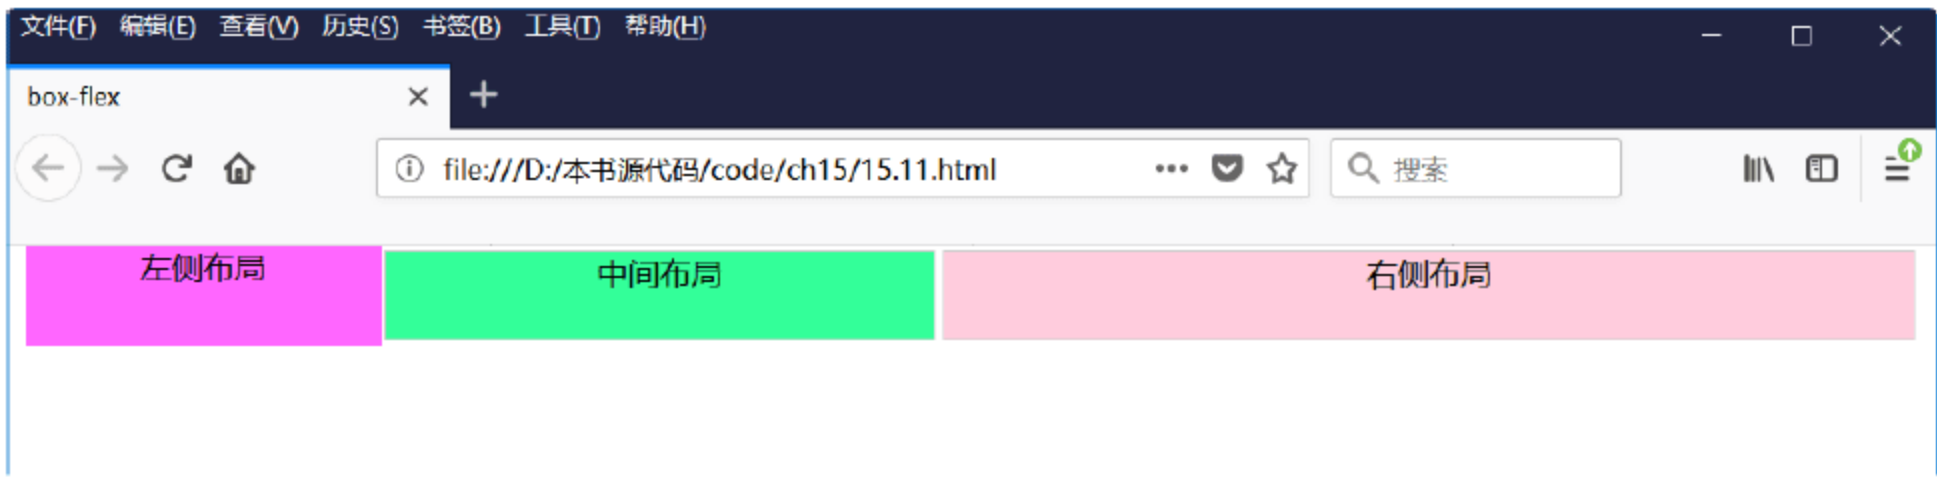 文件(F) 编辑(E) 查看(V) 历史(S) 书签(B) 工具(T) 帮助(H)
box-flex
file:///D:/本书源代码/code/ch15/15.11.html 搜索
左侧布局 中间布局 右侧布局